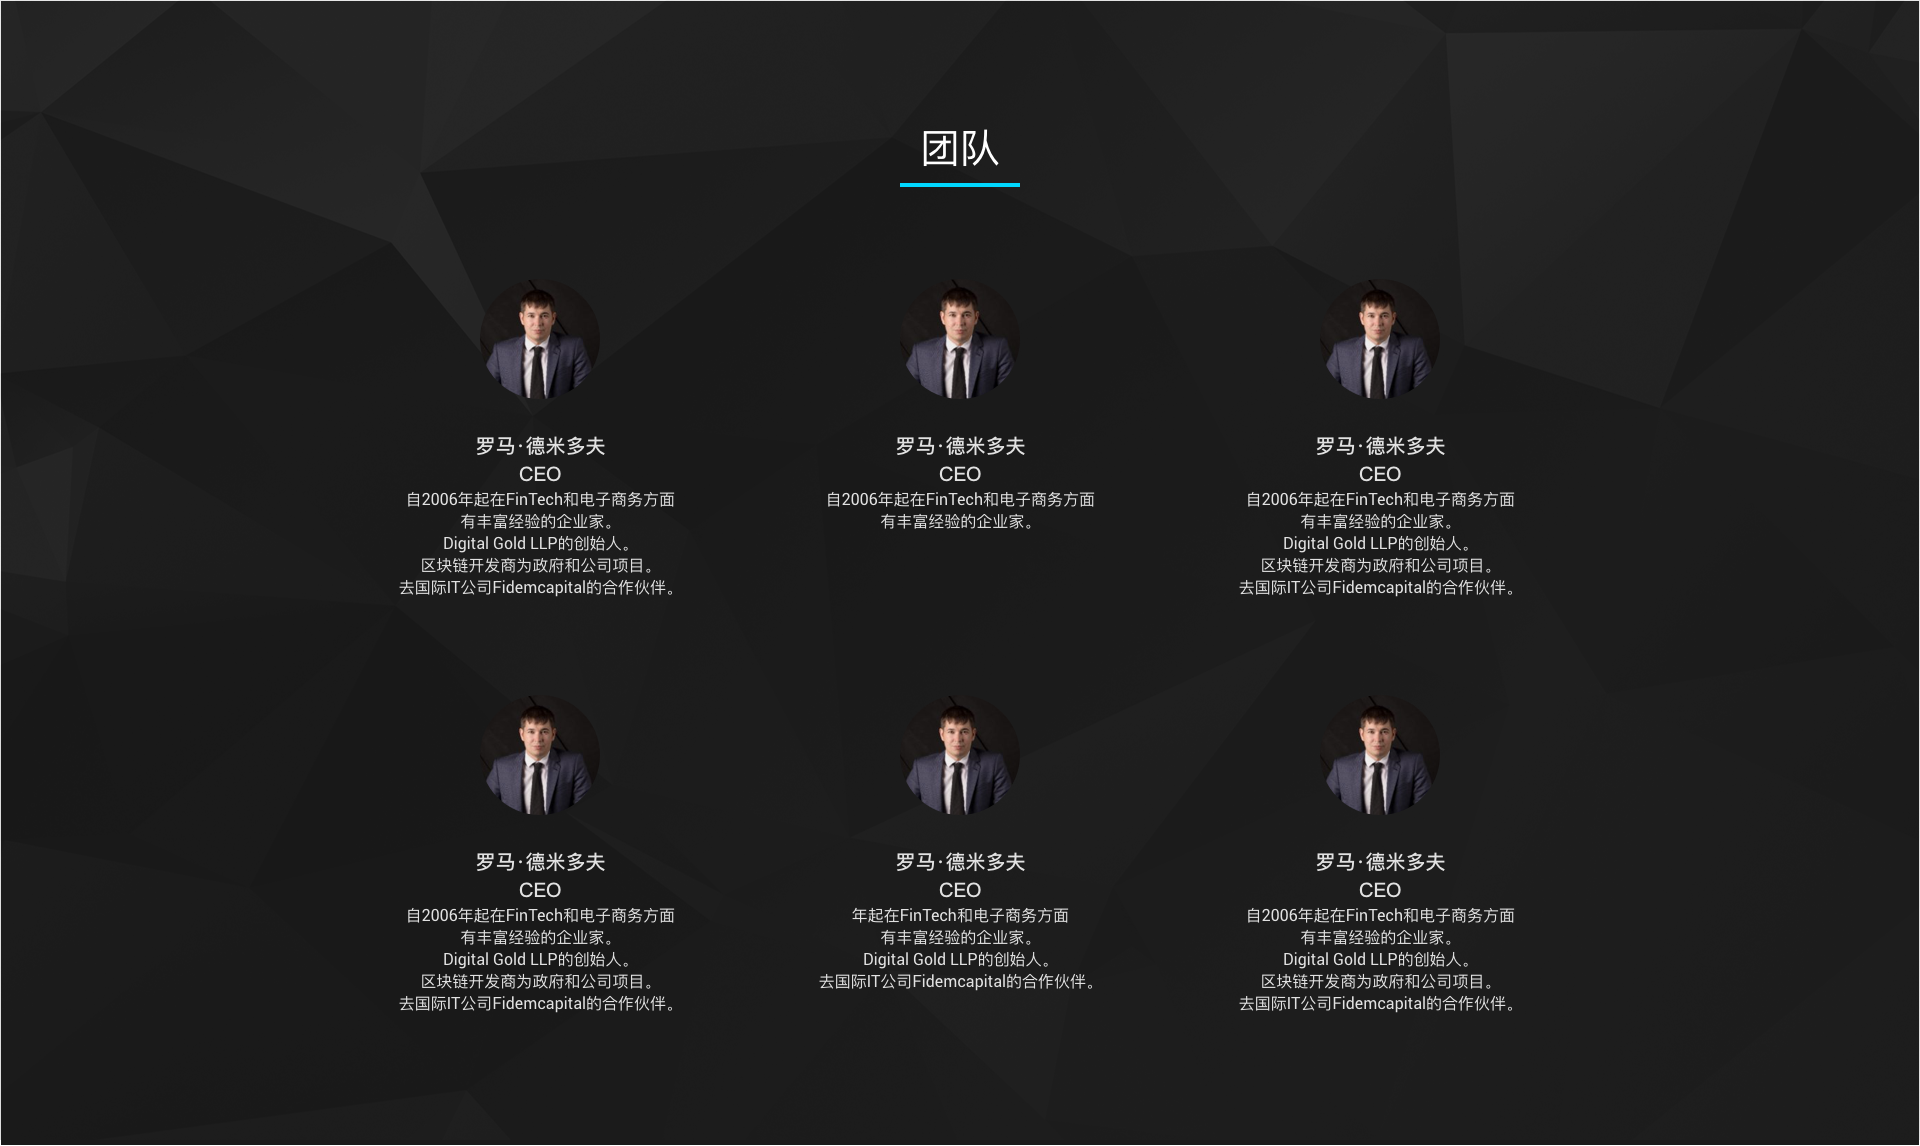 团队
罗马·德米多夫
CEO
自2006年起在FinTech和电子商务方面
有丰富经验的企业家。
Digital Gold LLP的创始人。
区块链开发商为政府和公司项目。
去国际IT公司Fidemcapital的合作伙伴。
罗马·德米多夫
CEO
自2006年起在FinTech和电子商务方面
有丰富经验的企业家。
罗马·德米多夫
CEO
自2006年起在FinTech和电子商务方面
有丰富经验的企业家。
Digital Gold LLP的创始人。
区块链开发商为政府和公司项目。
去国际IT公司Fidemcapital的合作伙伴。
罗马·德米多夫
CEO
自2006年起在FinTech和电子商务方面
有丰富经验的企业家。
Digital Gold LLP的创始人。
区块链开发商为政府和公司项目。
去国际IT公司Fidemcapital的合作伙伴。
罗马·德米多夫
CEO
年起在FinTech和电子商务方面
有丰富经验的企业家。
Digital Gold LLP的创始人。
去国际IT公司Fidemcapital的合作伙伴。
罗马·德米多夫
CEO
自2006年起在FinTech和电子商务方面
有丰富经验的企业家。
Digital Gold LLP的创始人。
区块链开发商为政府和公司项目。
去国际IT公司Fidemcapital的合作伙伴。